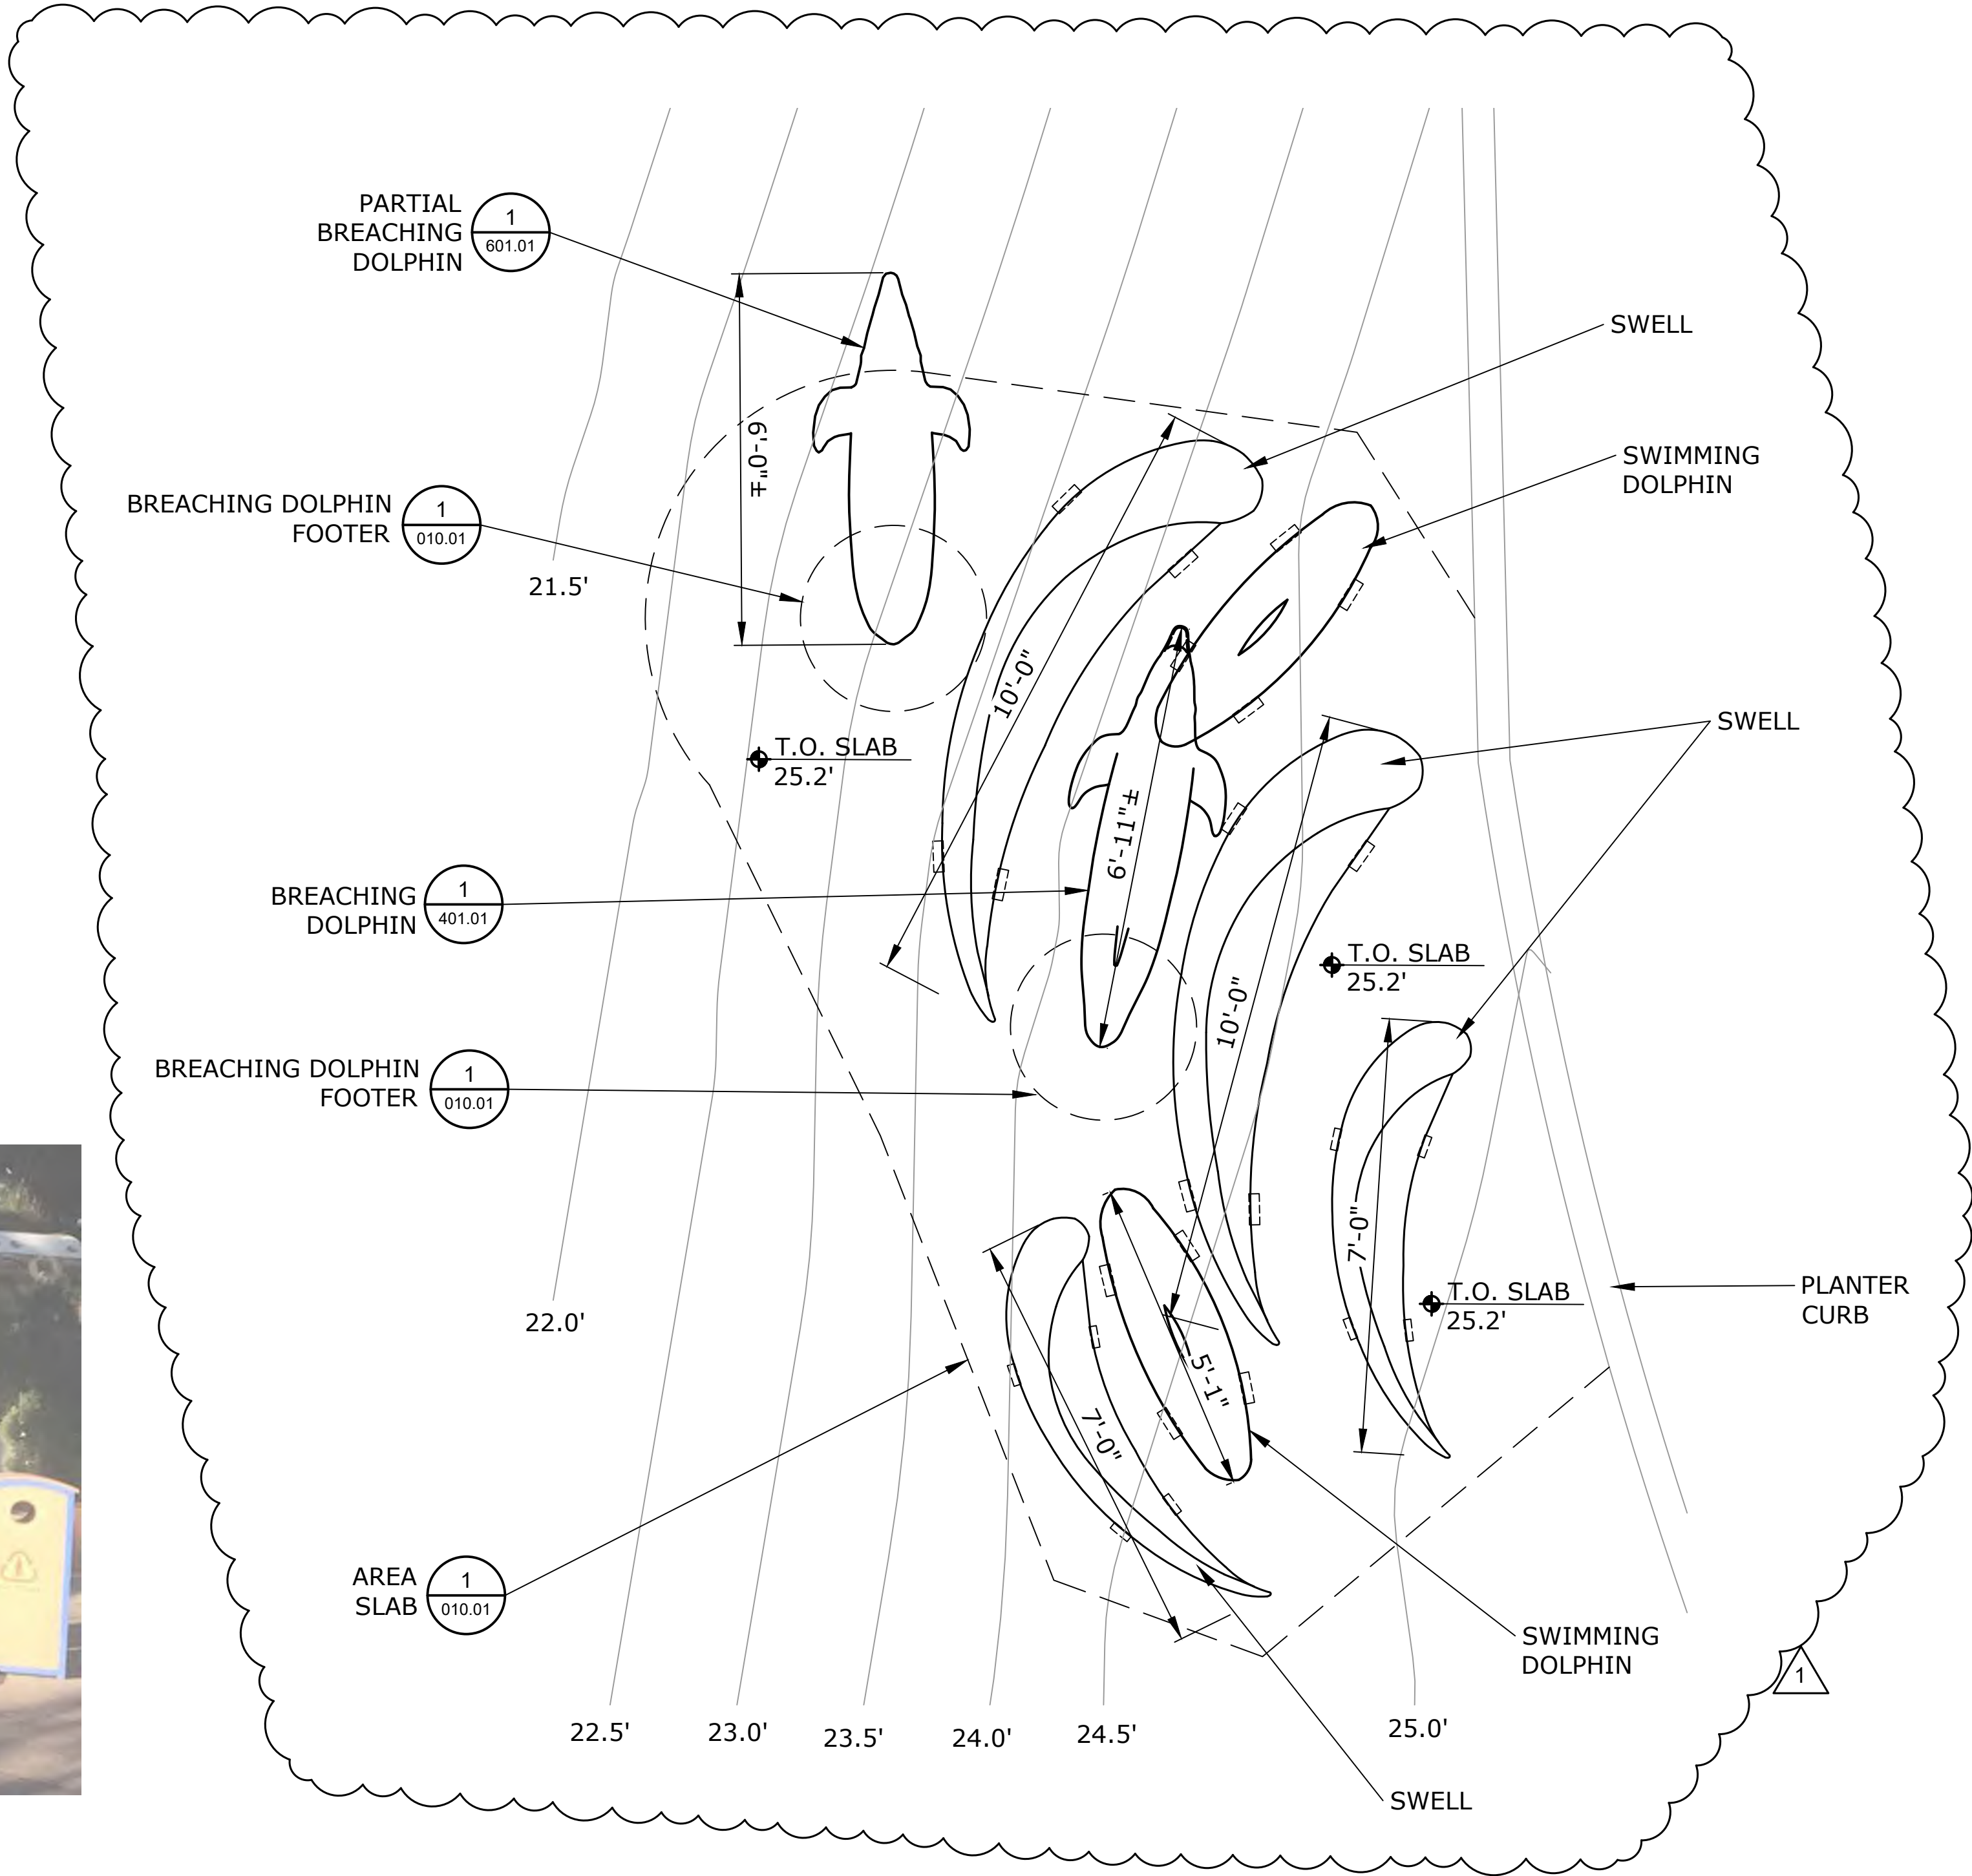 PARTIAL
BREACHING
DOLPHIN
1
601.01
SWELL
6'-0"±
SWIMMING
DOLPHIN
BREACHING DOLPHIN
FOOTER
1
010.01
21.5'
10'-0"
SWELL
T.O. SLAB
25.2'
6'-11"±
BREACHING
DOLPHIN
1
401.01
T.O. SLAB
25.2'
10'-0"
BREACHING DOLPHIN
FOOTER
1
010.01
7'-0"
T.O. SLAB
25.2'
PLANTER
CURB
22.0'
5'-1"
7'-0"
AREA
SLAB
1
010.01
SWIMMING
DOLPHIN
1
22.5'
23.0'
23.5'
24.0'
24.5'
25.0'
SWELL